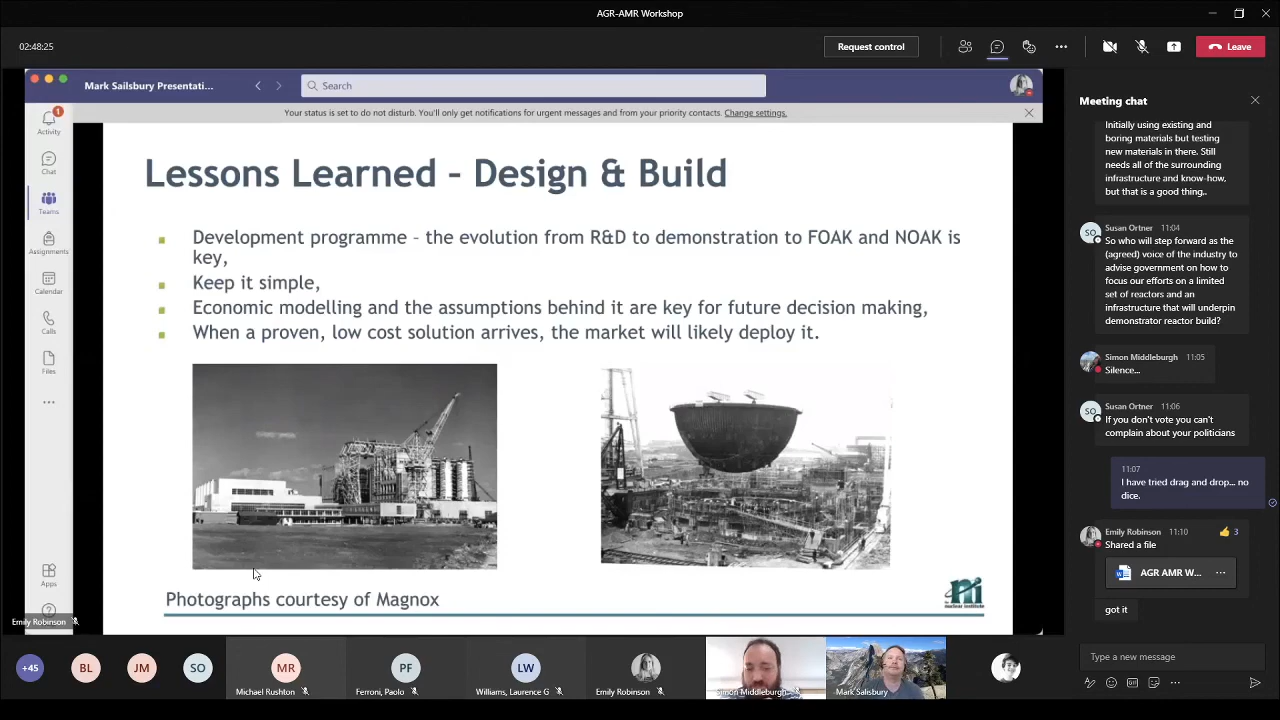 AGR-AMR Workshop
02:48:25
Request control
Leave
Mark Sailsbury Presentati...
Search
Your status is set to do not disturb. You'll only get notifications for urgent messages and from your priority contacts. Change settings.
1
Activity
Chat
Teams
Assignments
Calendar
Calls
Files
Apps
Lessons Learned - Design & Build
Development programme - the evolution from R&D to demonstration to FOAK and NOAK is
key,
Keep it simple,
Economic modelling and the assumptions behind it are key for future decision making,
When a proven, low cost solution arrives, the market will likely deploy it.
Photographs courtesy of Magnox
nuclear institute
Emily Robinson
Meeting chat
Initially using existing and
boring materials but testing
new materials in there. Still
needs all of the surrounding
infrastructure and know-how,
but that is a good thing..
SO
Susan Ortner 11:04
So who will step forward as the
(agreed) voice of the industry to
advise government on how to
focus our efforts on a limited
set of reactors and an
infrastructure that will underpin
demonstrator reactor build?
Simon Middleburgh 11:05
Silence...
SO
Susan Ortner 11:06
If you don't vote you can't
complain about your politicians
11:07
I have tried drag and drop... no
dice.
Emily Robinson 11:10
3
Shared a file
AGR AMR W...
got it
Type a new message
+45
BL
JM
SO
MR
Michael Rushton
PF
Ferroni, Paolo
LW
Williams, Laurence G
Emily Robinson
Simon Middleburgh
Mark Salisbury